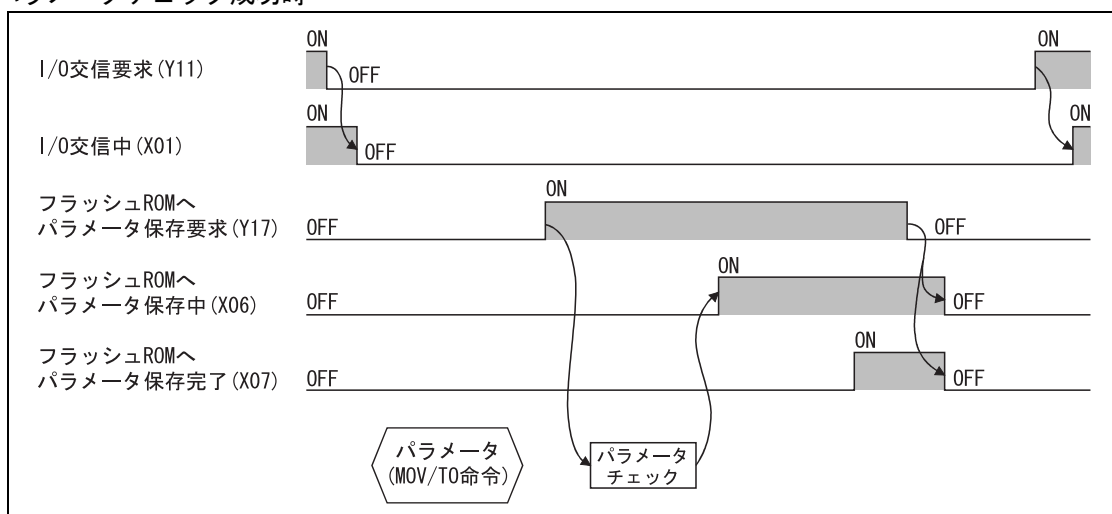 ON
ON
I/O交信要求(Y11)
OFF
ON
ON
I/O交信中(X01)
OFF
フラッシュROMへ
パラメータ保存要求(Y17)
OFF
ON
OFF
フラッシュROMへ
パラメータ保存中(X06)
OFF
ON
OFF
フラッシュROMへ
パラメータ保存完了(X07)
OFF
ON
OFF
パラメータ
(MOV/TO命令)
パラメータ
チェック